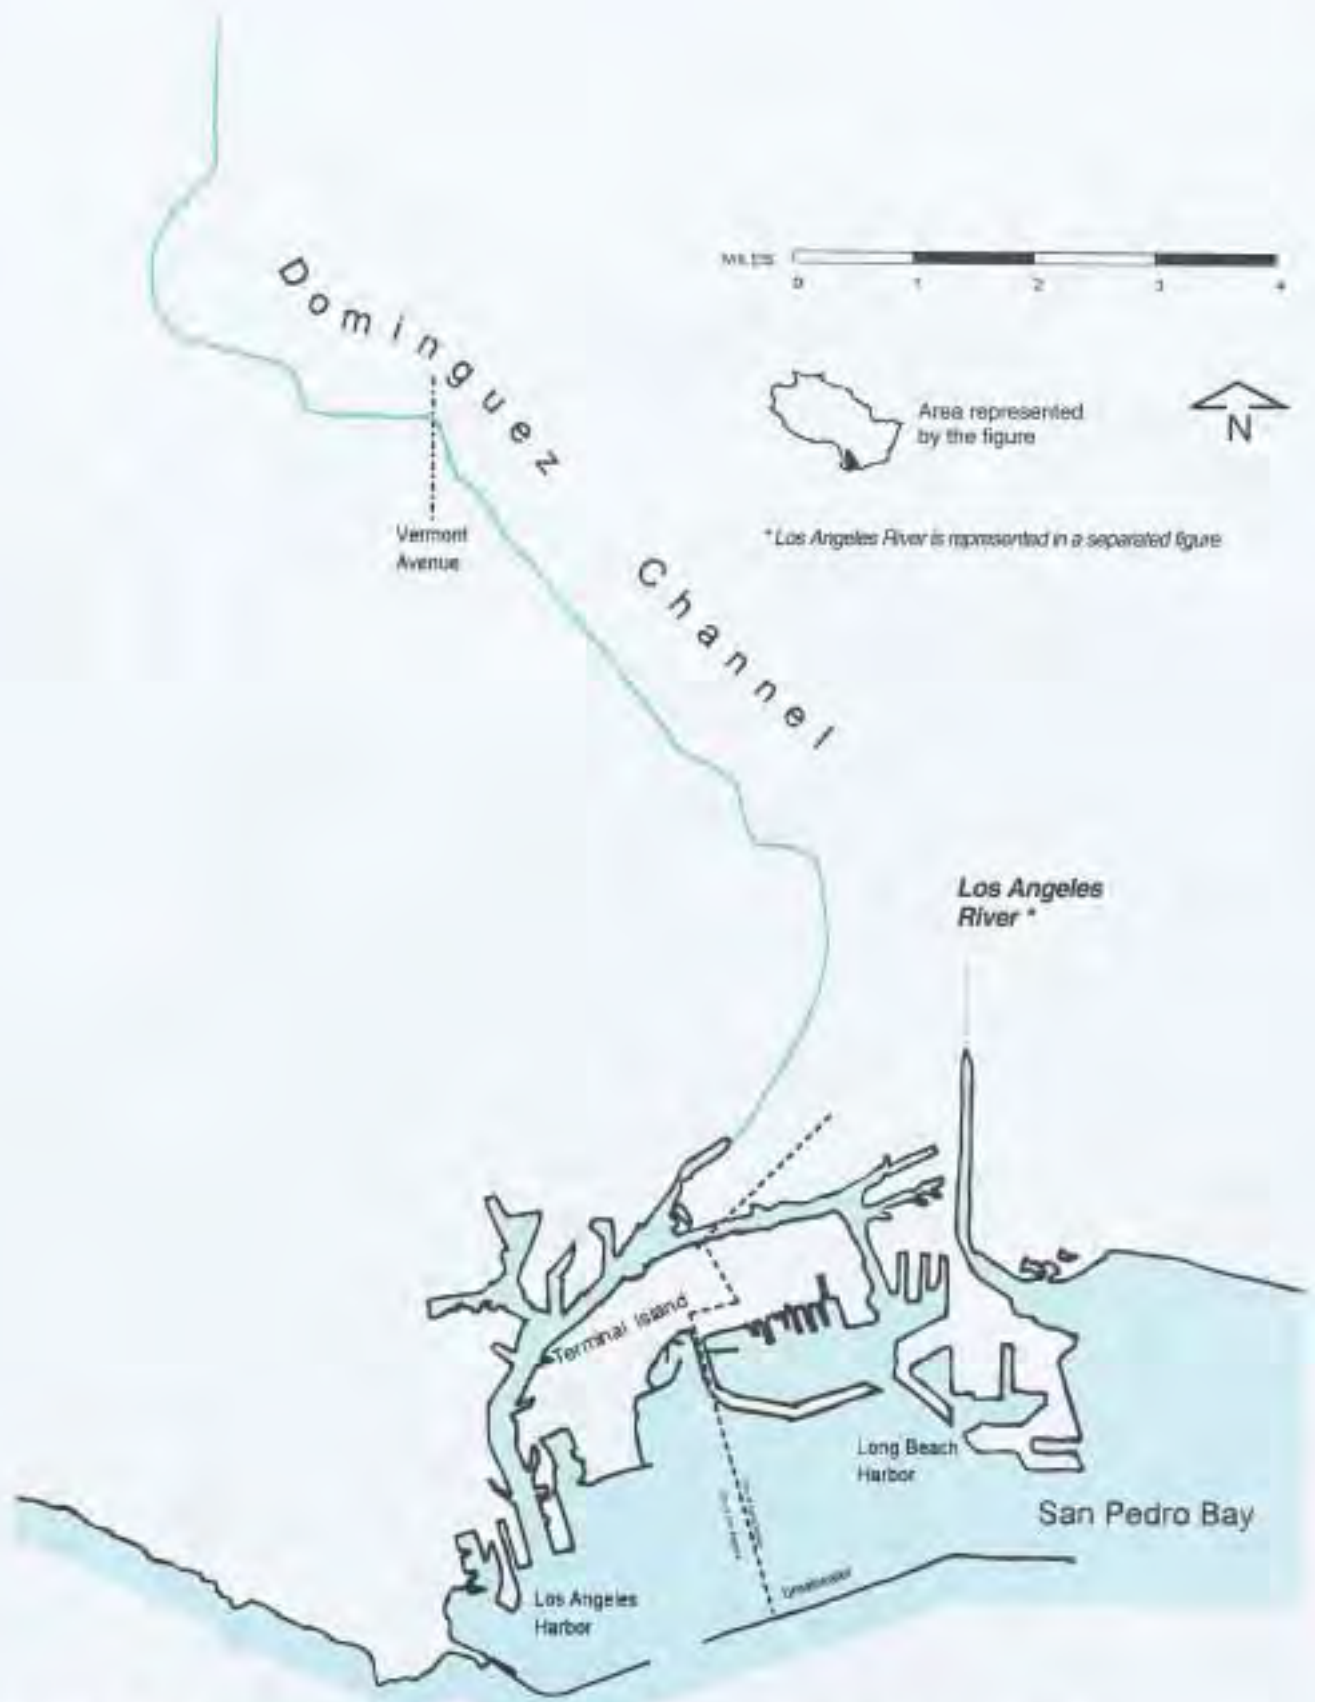 Dominguez
Channel
MILES
0 1 2 3 4
Area represented
by the figure
N
* Los Angeles River is represented in a separated figure
Vermont
Avenue
Los Angeles
River *
Terminal Island
Long Beach
Harbor
San Pedro Bay
breakwater
Los Angeles
Harbor